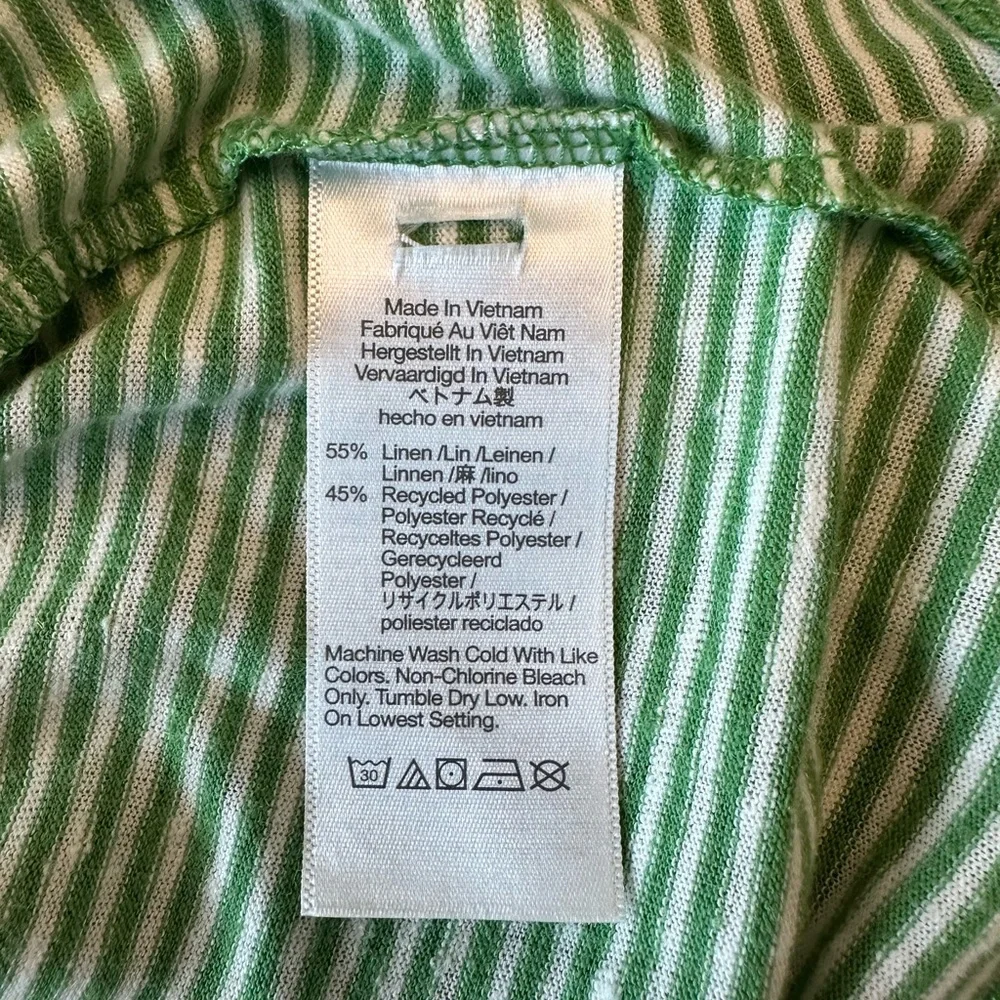 Made In Vietnam
Fabriqué Au Viêt Nam
Hergestellt In Vietnam
Vervaardigd In Vietnam
ベトナム製
hecho en vietnam
55% Linen /Lin /Leinen /
Linnen /麻 /lino
45% Recycled Polyester /
Polyester Recyclé /
Recyceltes Polyester /
Gerecycleerd
Polyester /
リサイクルポリエステル /
poliester reciclado
Machine Wash Cold With Like
Colors. Non-Chlorine Bleach
Only. Tumble Dry Low. Iron
On Lowest Setting.
30